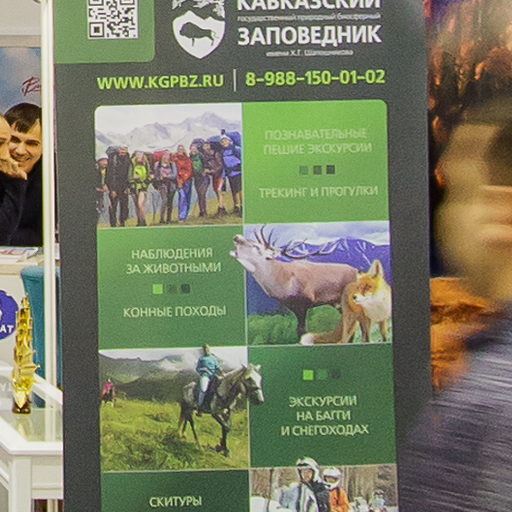 КАВКАЗСКИЙ
государственный природный биосферный
ЗАПОВЕДНИК
имени Х.Г. Шапошникова
WWW.KGPBZ.RU | 8-988-150-01-02
ПОЗНАВАТЕЛЬНЫЕ
ПЕШИЕ ЭКСКУРСИИ
ТРЕКИНГ И ПРОГУЛКИ
НАБЛЮДЕНИЯ
ЗА ЖИВОТНЫМИ
КОННЫЕ ПОХОДЫ
ЭКСКУРСИИ
НА БАГГИ
И СНЕГОХОДАХ
СКИТУРЫ